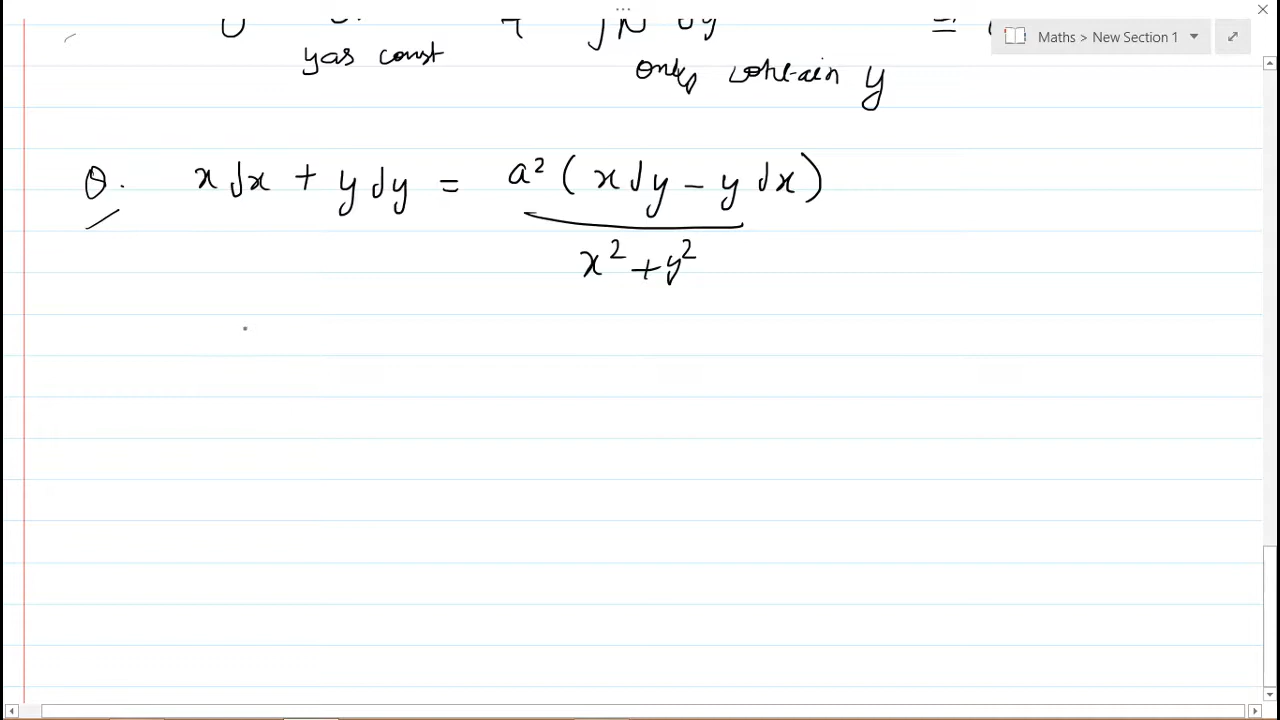 Maths > New Section 1
y as const only contain y
Q. x dx + y dy = a² ( x dy – y dx )
x² + y²